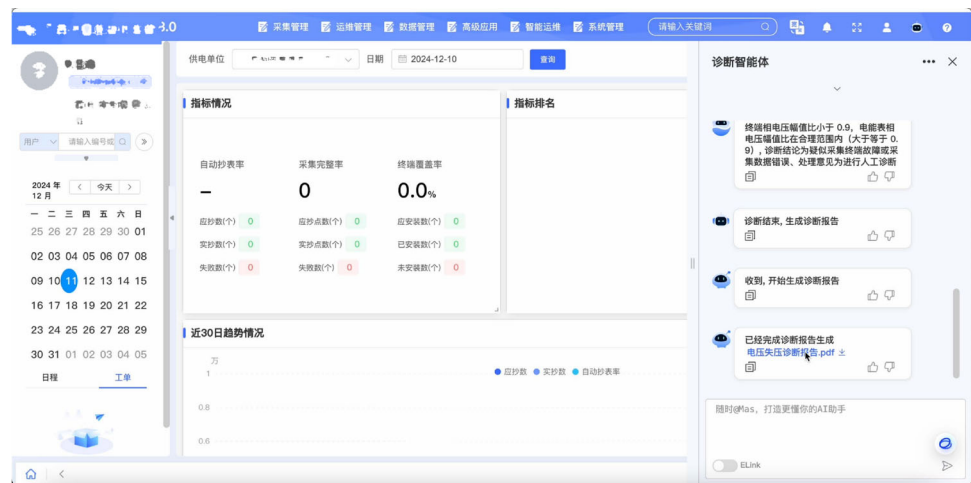 3.0
采集管理 运维管理 数据管理 高级应用 智能运维 系统管理
请输入关键词
用户 请输入编号或
2024 年
12 月
今天
一 二 三 四 五 六 日
25 26 27 28 29 30 01
02 03 04 05 06 07 08
09 10 11 12 13 14 15
16 17 18 19 20 21 22
23 24 25 26 27 28 29
30 31 01 02 03 04 05
日程 工单
供电单位 日期 2024-12-10 查询
指标情况
自动抄表率 采集完整率 终端覆盖率
– 0 0.0%
应抄数(个) 0 应抄点数(个) 0 应安装数(个) 0
实抄数(个) 0 实抄点数(个) 0 已安装数(个) 0
失败数(个) 0 失败数(个) 0 未安装数(个) 0
指标排名
近30日趋势情况
万
应抄数 实抄数 自动抄表率
1
0.8
0.6
诊断智能体
终端相电压幅值比小于 0.9，电能表相
电压幅值比在合理范围内（大于等于 0.
9）, 诊断结论为疑似采集终端故障或采
集数据错误、处理意见为进行人工诊断
诊断结束, 生成诊断报告
收到, 开始生成诊断报告
已经完成诊断报告生成
电压失压诊断报告.pdf
随时@Mas，打造更懂你的AI助手
ELink